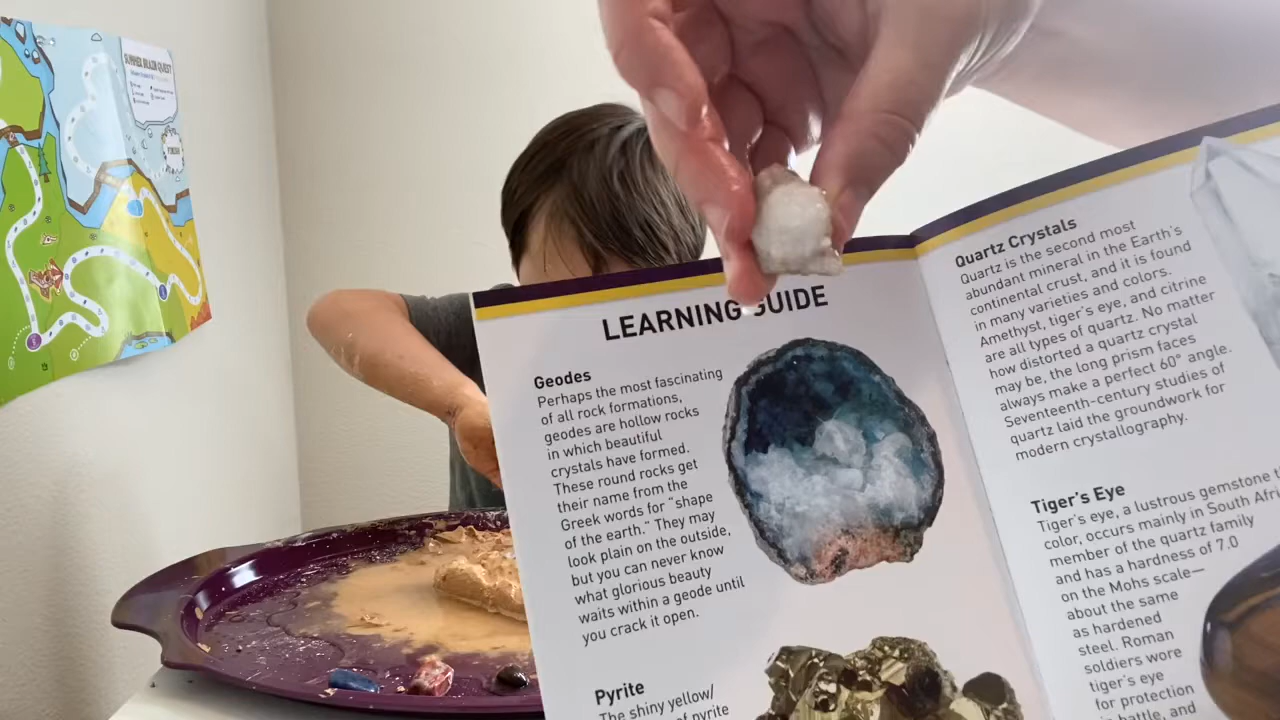 SUMMER BRAIN QUEST
FINISH
LEARNING GUIDE
Geodes
Perhaps the most fascinating
of all rock formations,
geodes are hollow rocks
in which beautiful
crystals have formed.
These round rocks get
their name from the
Greek words for "shape
of the earth." They may
look plain on the outside,
but you can never know
what glorious beauty
waits within a geode until
you crack it open.
Pyrite
The shiny yellow/
of pyrite
Quartz Crystals
Quartz is the second most
abundant mineral in the Earth's
continental crust, and it is found
in many varieties and colors.
Amethyst, tiger's eye, and citrine
are all types of quartz. No matter
how distorted a quartz crystal
may be, the long prism faces
always make a perfect 60° angle.
Seventeenth-century studies of
quartz laid the groundwork for
modern crystallography.
Tiger's Eye
Tiger's eye, a lustrous gemstone
color, occurs mainly in South
member of the quartz family
and has a hardness of 7.0
on the Mohs scale—
about the same
as hardened
steel. Roman
soldiers wore
tiger's eye
for protection
battle, and